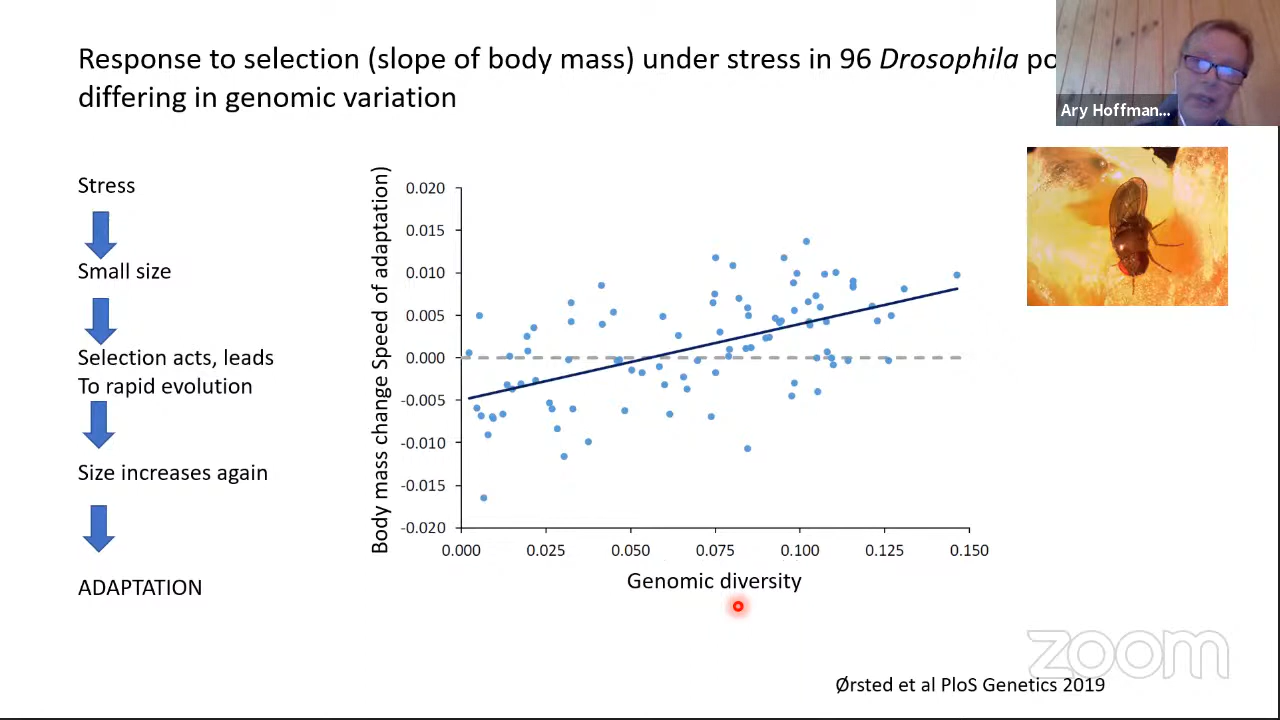 Response to selection (slope of body mass) under stress in 96 Drosophila po
differing in genomic variation
Ary Hoffman...
Stress
Small size
Selection acts, leads
To rapid evolution
Size increases again
ADAPTATION
Body mass change Speed of adaptation)
0.020
0.015
0.010
0.005
0.000
-0.005
-0.010
-0.015
-0.020
0.000 0.025 0.050 0.075 0.100 0.125 0.150
Genomic diversity
zoom
Ørsted et al PloS Genetics 2019